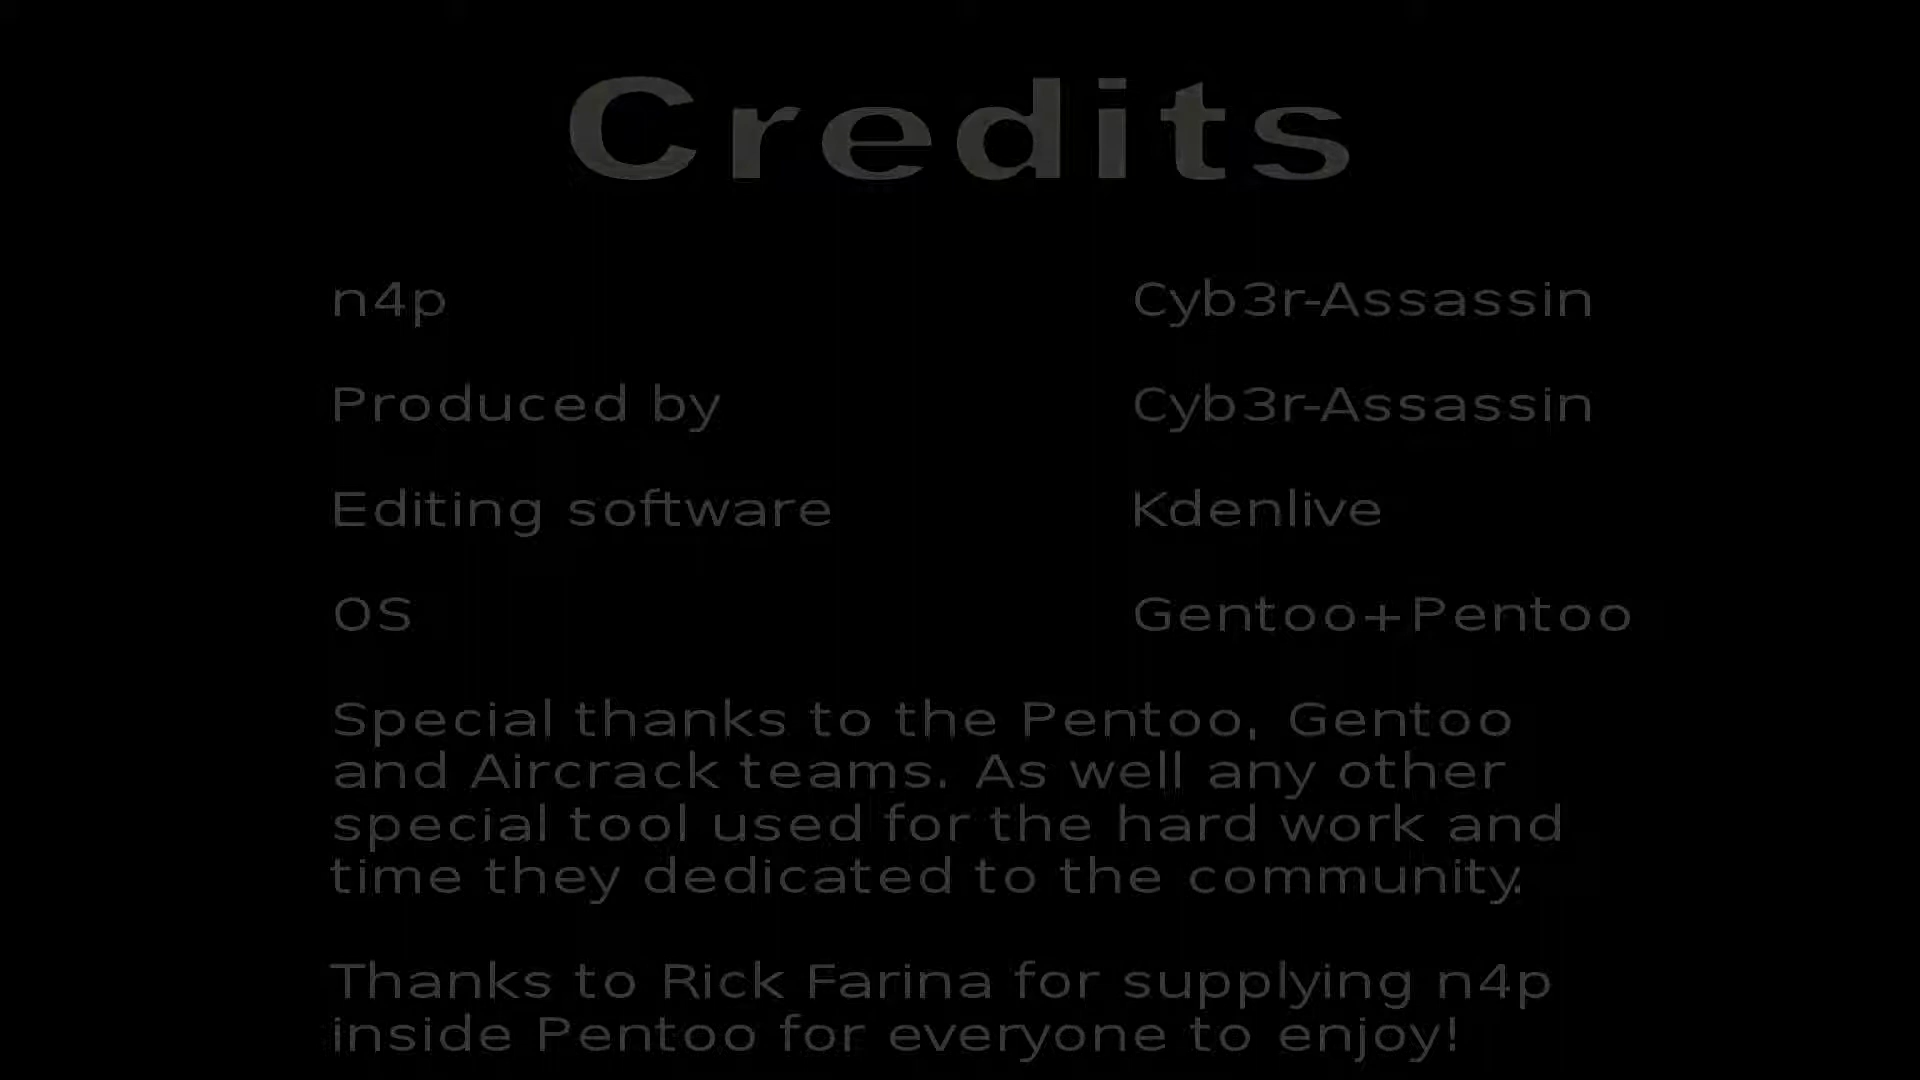 Credits
n4p Cyb3r-Assassin
Produced by Cyb3r-Assassin
Editing software Kdenlive
OS Gentoo+Pentoo
Special thanks to the Pentoo, Gentoo
and Aircrack teams. As well any other
special tool used for the hard work and
time they dedicated to the community.
Thanks to Rick Farina for supplying n4p
inside Pentoo for everyone to enjoy!